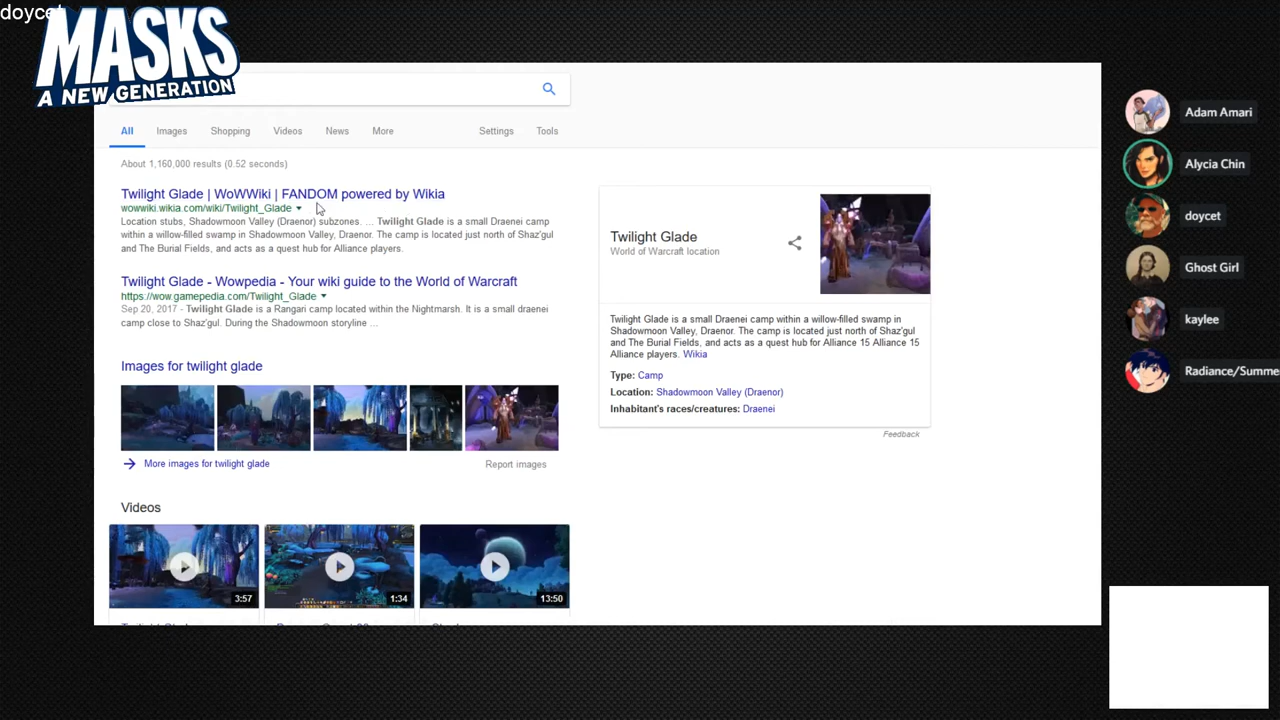 doycet
MASKS
A NEW GENERATION
All Images Shopping Videos News More Settings Tools
About 1,160,000 results (0.52 seconds)
Twilight Glade | WoWWiki | FANDOM powered by Wikia
wowwiki.wikia.com/wiki/Twilight_Glade
Location stubs, Shadowmoon Valley (Draenor) subzones. ... Twilight Glade is a small Draenei camp
within a willow-filled swamp in Shadowmoon Valley, Draenor. The camp is located just north of Shaz'gul
and The Burial Fields, and acts as a quest hub for Alliance players.
Twilight Glade - Wowpedia - Your wiki guide to the World of Warcraft
https://wow.gamepedia.com/Twilight_Glade
Sep 20, 2017 - Twilight Glade is a Rangari camp located within the Nightmarsh. It is a small draenei
camp close to Shaz'gul. During the Shadowmoon storyline ...
Images for twilight glade
More images for twilight glade
Report images
Videos
3:57
1:34
13:50
Twilight Glade
World of Warcraft location
Twilight Glade is a small Draenei camp within a willow-filled swamp in
Shadowmoon Valley, Draenor. The camp is located just north of Shaz'gul
and The Burial Fields, and acts as a quest hub for Alliance 15 Alliance 15
Alliance players. Wikia
Type: Camp
Location: Shadowmoon Valley (Draenor)
Inhabitant's races/creatures: Draenei
Feedback
Adam Amari
Alycia Chin
doycet
Ghost Girl
kaylee
Radiance/Summe